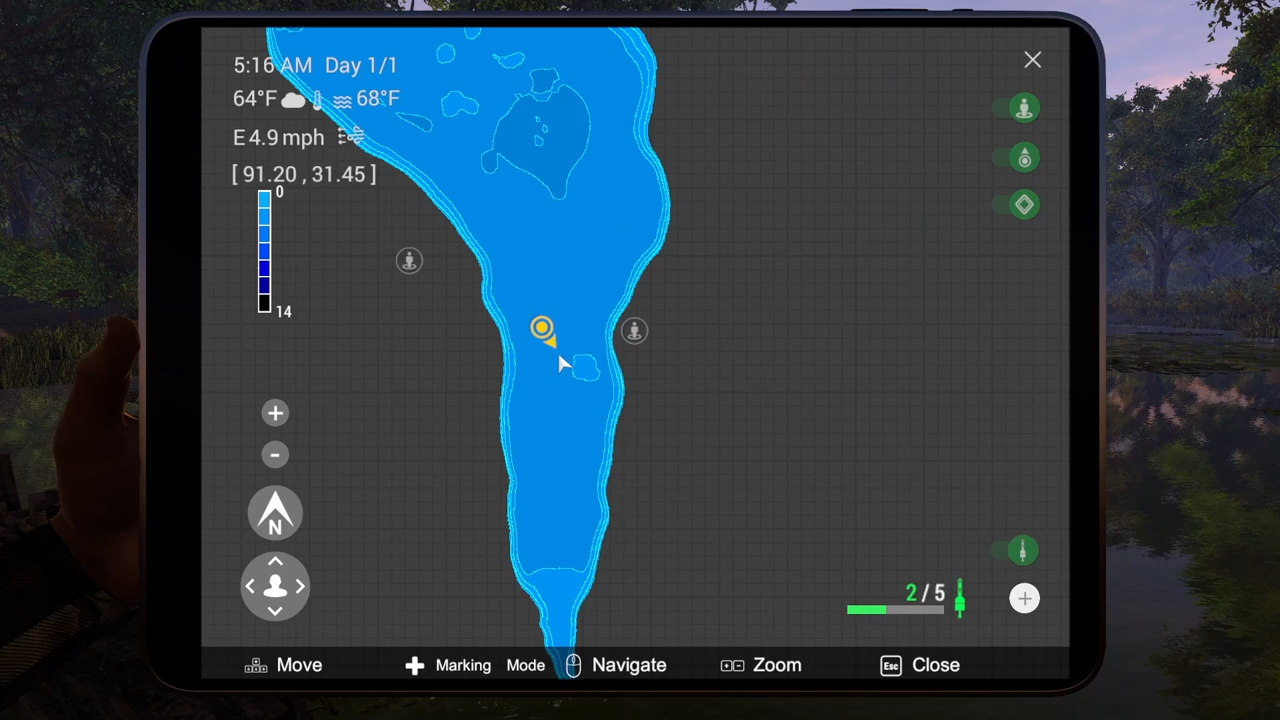 5:16 AM Day 1/1
64°F 68°F
E 4.9 mph
[ 91.20 , 31.45 ]
0
14
+
-
N
2 / 5
Move Marking Mode Navigate Zoom Esc Close